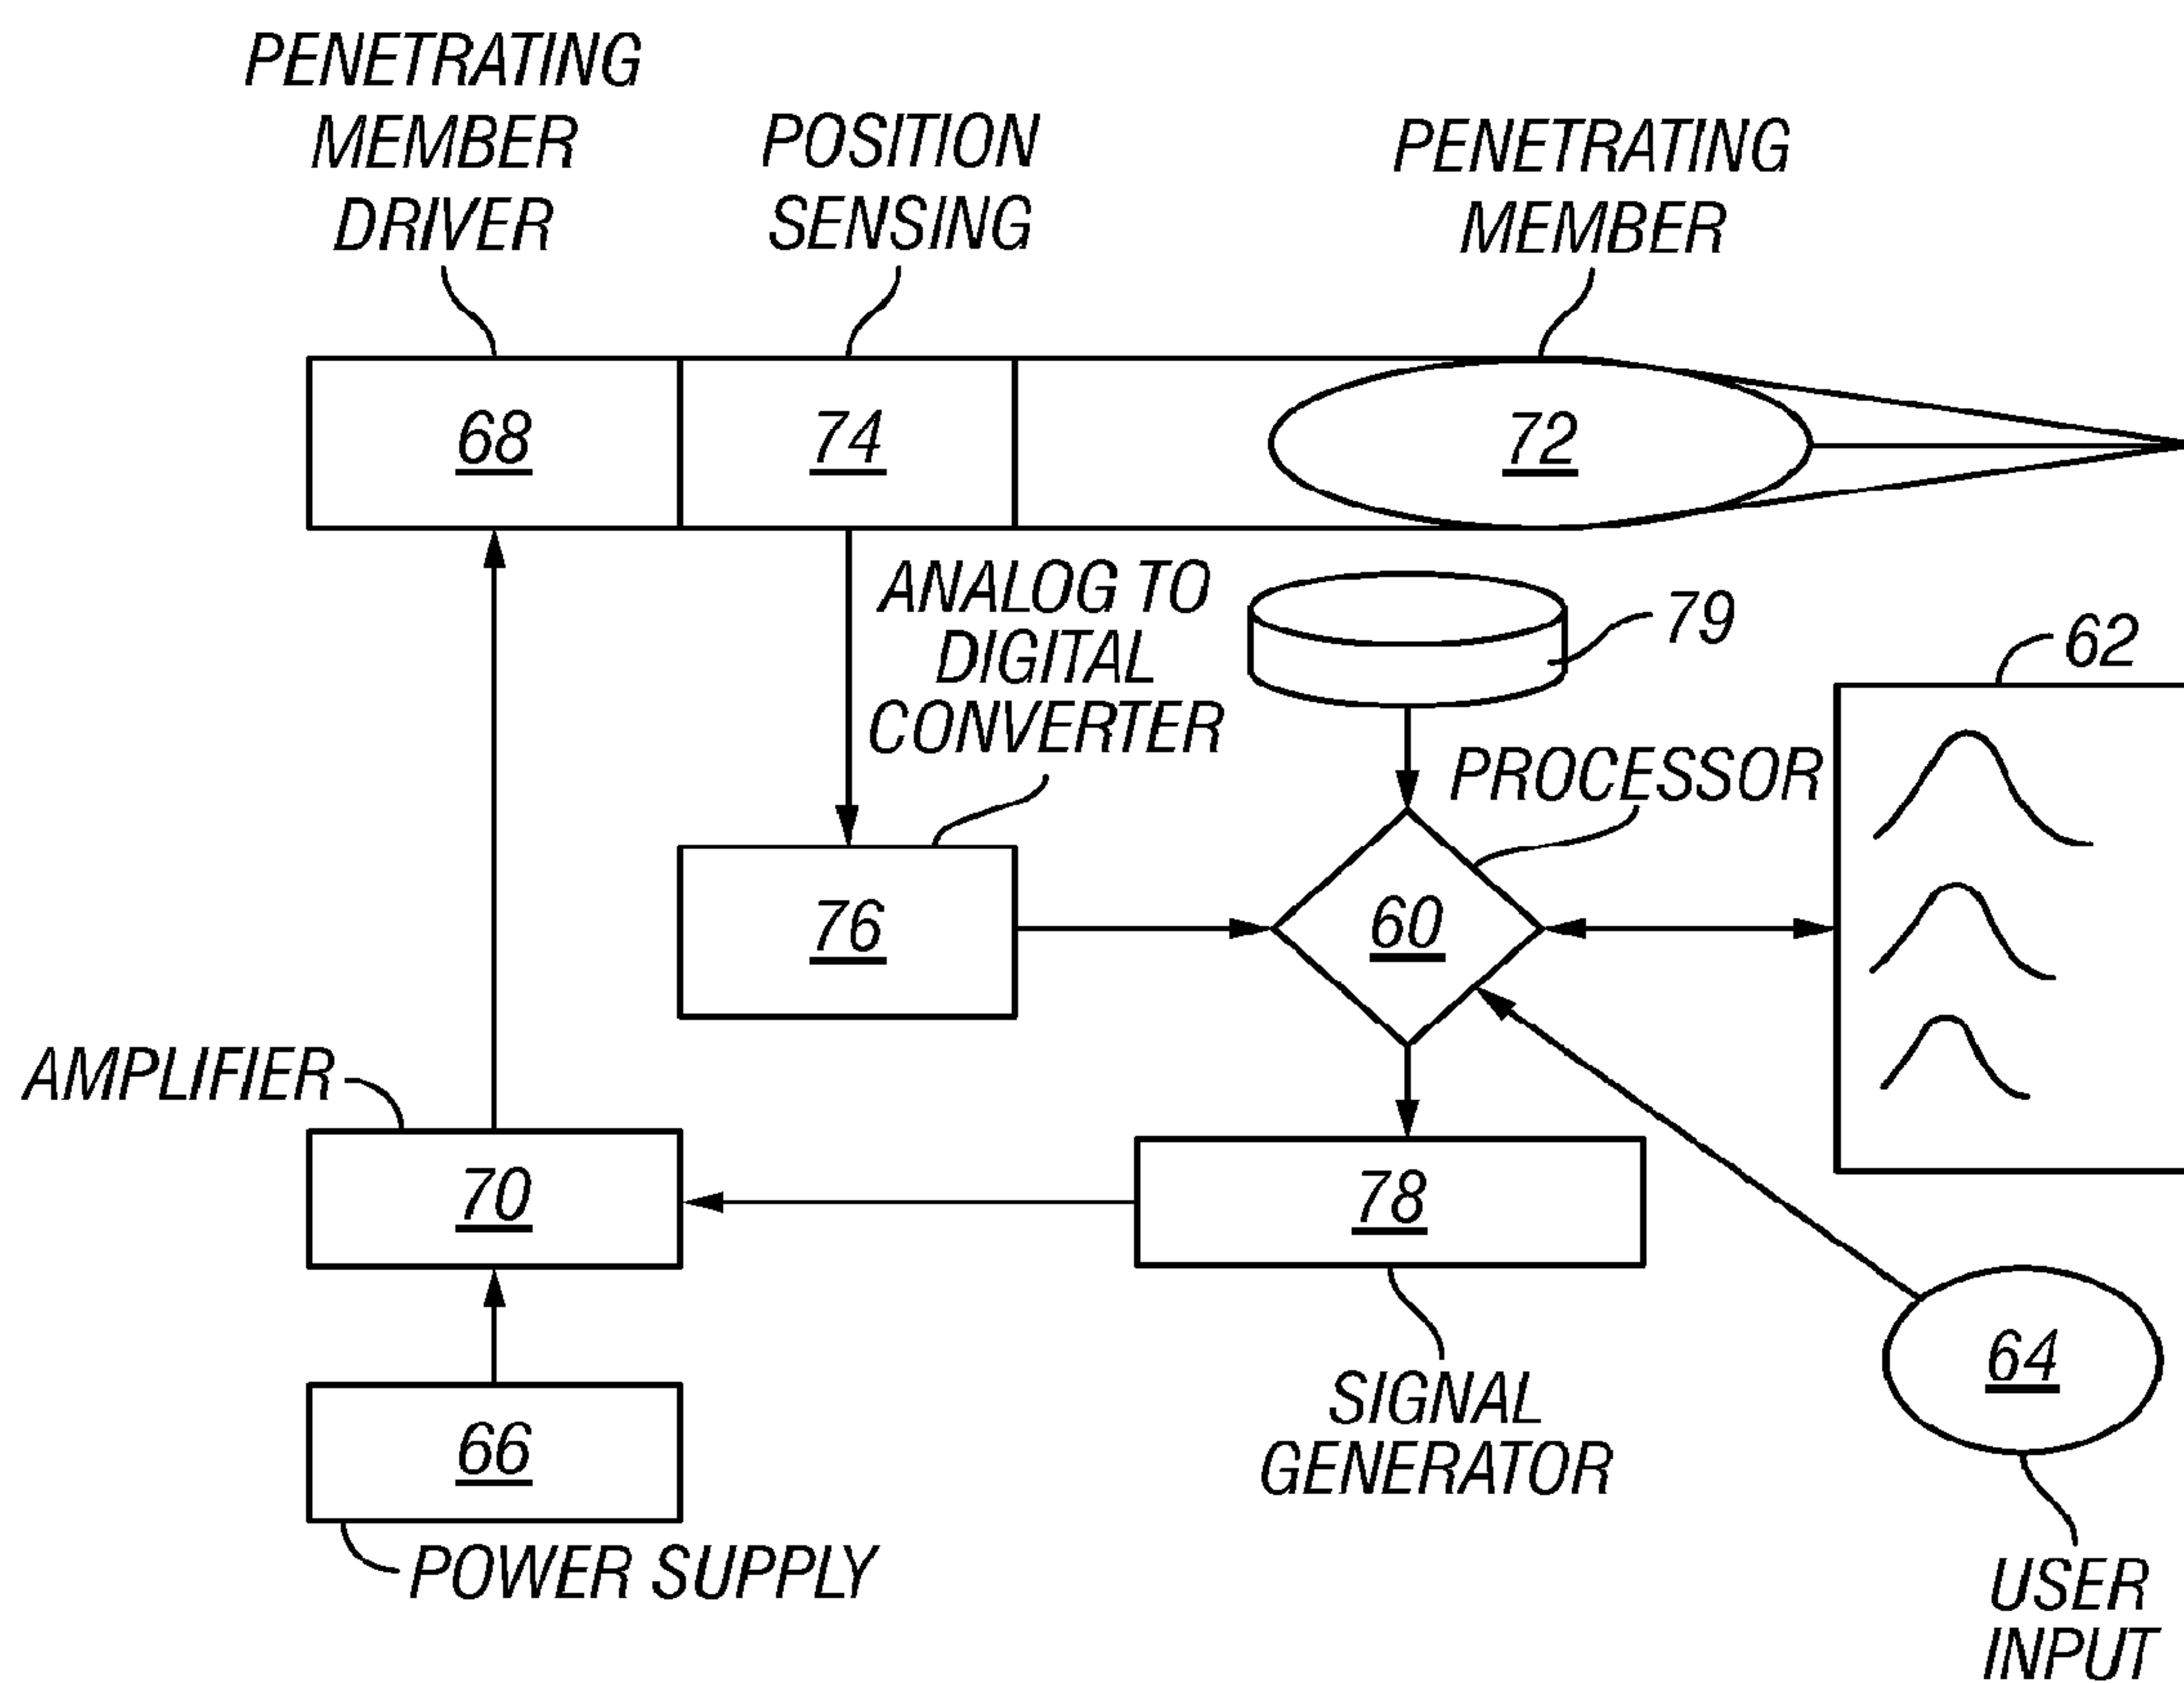 PENETRATING
MEMBER
DRIVER
POSITION
SENSING
PENETRATING
MEMBER
68
74
72
ANALOG TO
DIGITAL
CONVERTER
79
62
PROCESSOR
76
60
AMPLIFIER
70
78
66
POWER SUPPLY
SIGNAL
GENERATOR
64
USER
INPUT